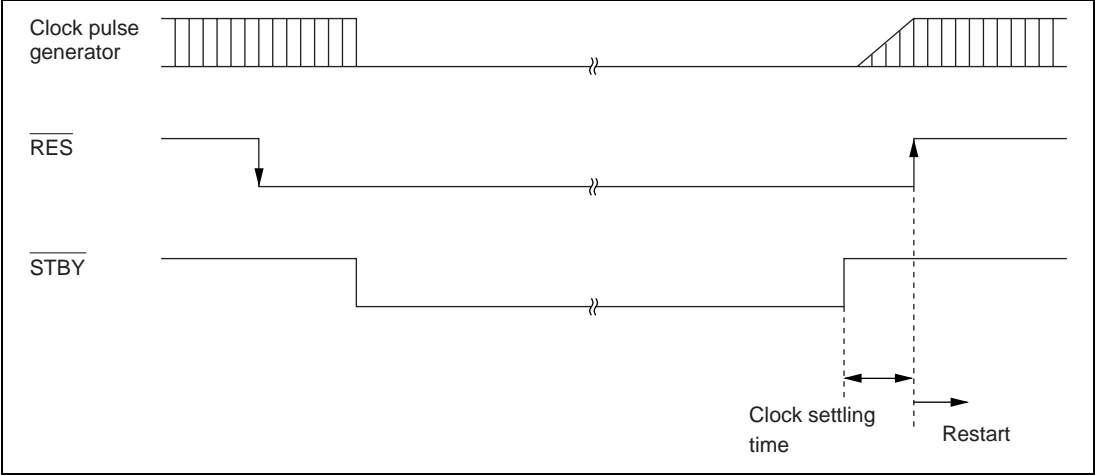 Clock pulse
generator
RES
STBY
Clock settling
time
Restart